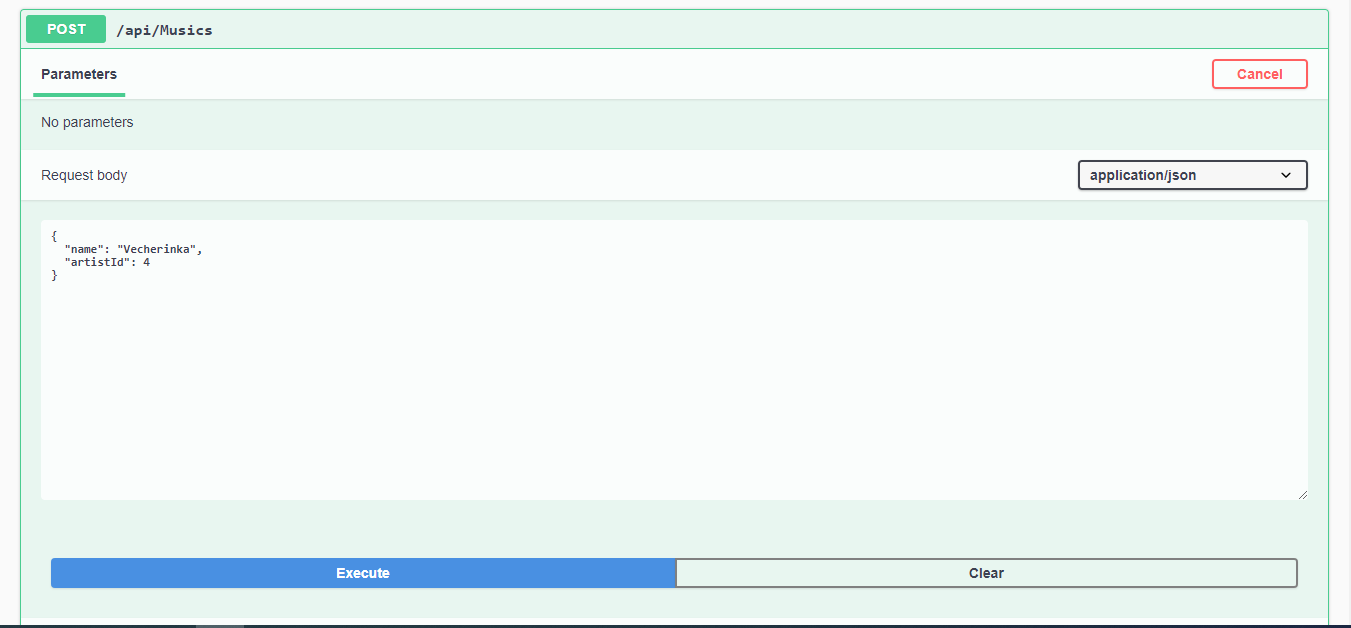 POST /api/Musics
Parameters
Cancel
No parameters
Request body
application/json
{
"name": "Vecherinka",
"artistId": 4
}
Execute
Clear